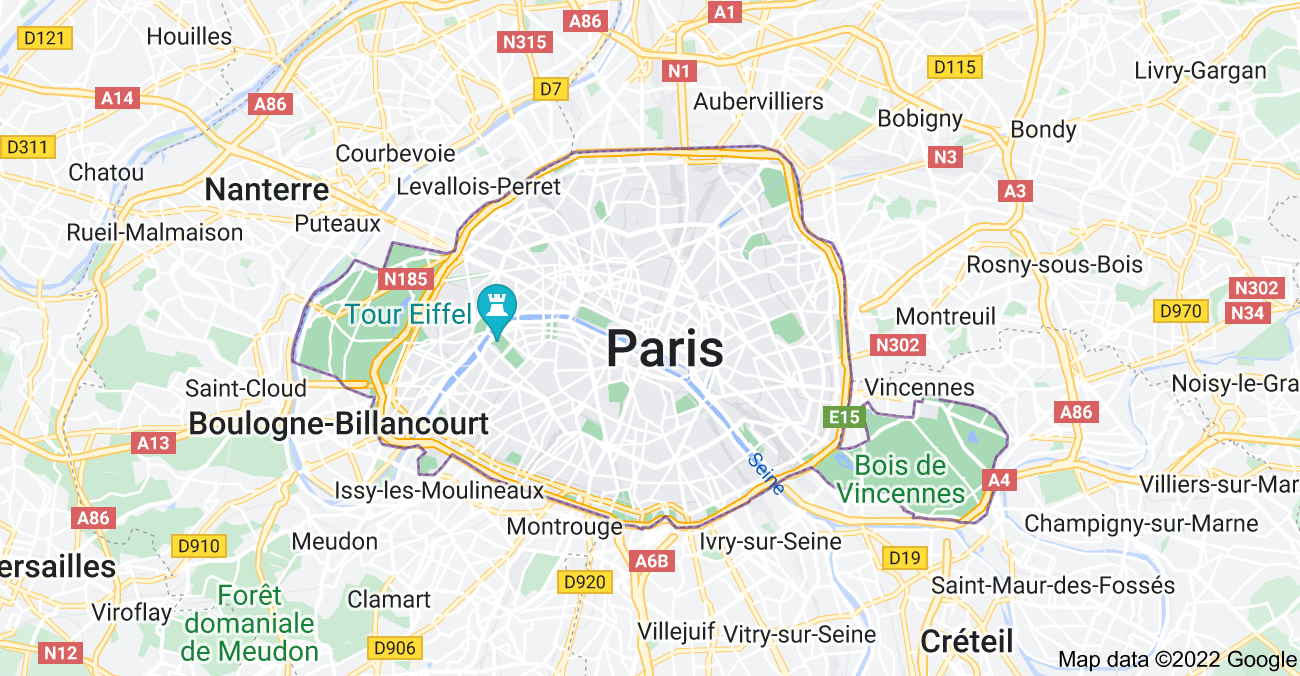 A1
A86
D121
Houilles
N315
D115
N1
Livry-Gargan
D7
A14
A86
Aubervilliers
Bobigny
Bondy
D311
Courbevoie
N3
Chatou
Nanterre
Levallois-Perret
A3
Puteaux
Rueil-Malmaison
Rosny-sous-Bois
N185
N302
Tour Eiffel
Montreuil
D970
N34
Paris
N302
Saint-Cloud
Vincennes
Noisy-le-Gra
Boulogne-Billancourt
E15
A86
A13
Seine
Bois de
Vincennes
A4
Issy-les-Moulineaux
Villiers-sur-Mar
A86
Montrouge
Champigny-sur-Marne
D910
Meudon
Ivry-sur-Seine
ersailles
A6B
D19
D920
Saint-Maur-des-Fossés
Viroflay
Forêt
domaniale
de Meudon
Clamart
Villejuif
Vitry-sur-Seine
Créteil
N12
D906
Map data ©2022 Google